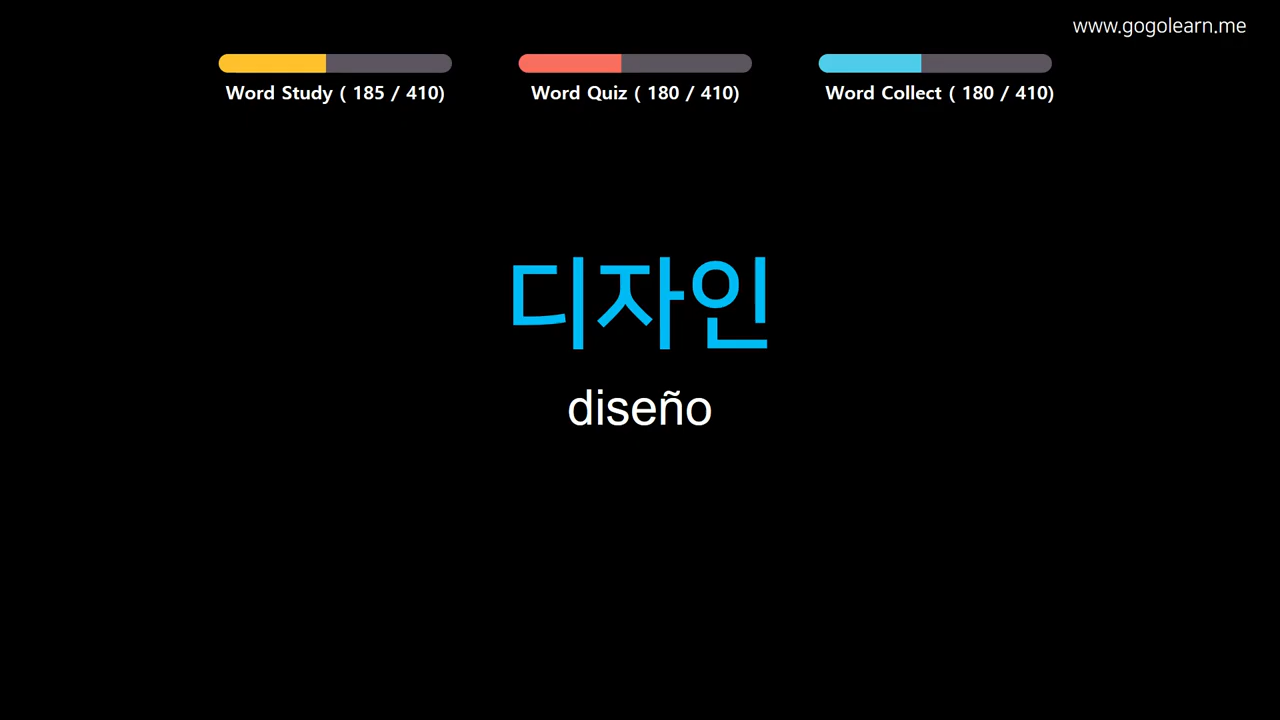 www.gogolearn.me
Word Study ( 185 / 410)
Word Quiz ( 180 / 410)
Word Collect ( 180 / 410)
디자인
diseño